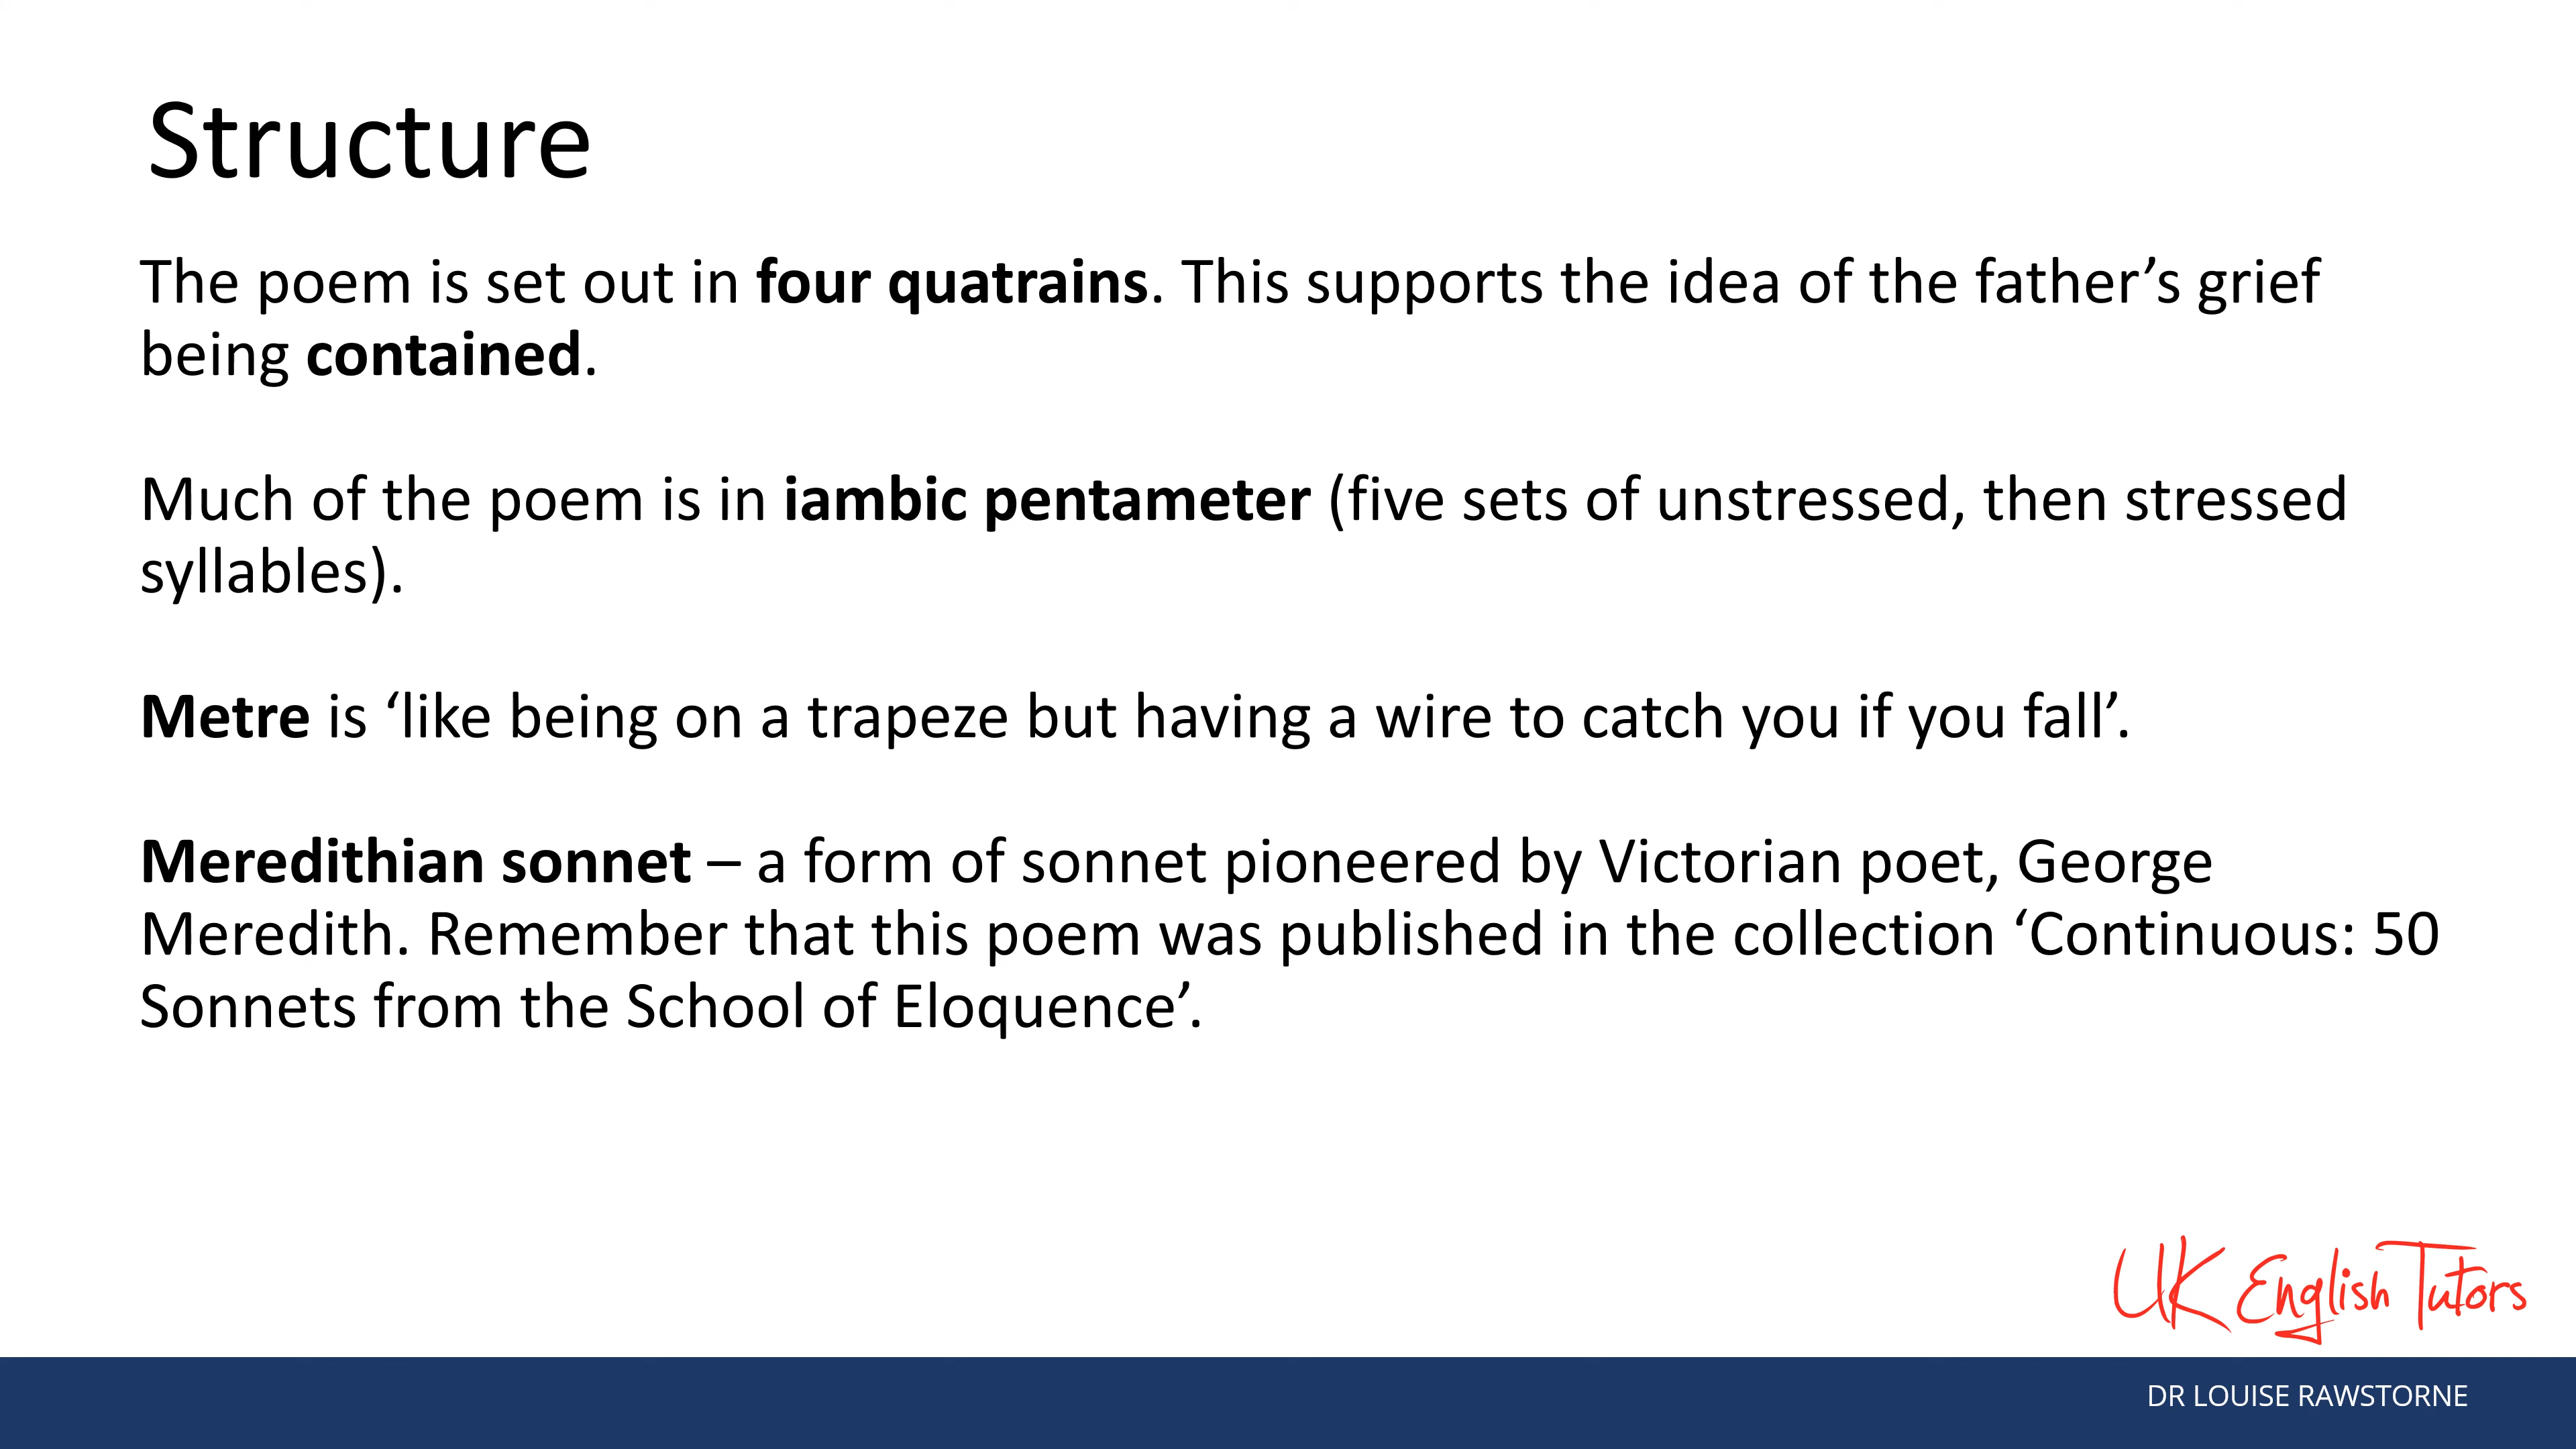 Structure
The poem is set out in four quatrains. This supports the idea of the father’s grief
being contained.
Much of the poem is in iambic pentameter (five sets of unstressed, then stressed
syllables).
Metre is ‘like being on a trapeze but having a wire to catch you if you fall’.
Meredithian sonnet – a form of sonnet pioneered by Victorian poet, George
Meredith. Remember that this poem was published in the collection ‘Continuous: 50
Sonnets from the School of Eloquence’.
UK English Tutors
DR LOUISE RAWSTORNE